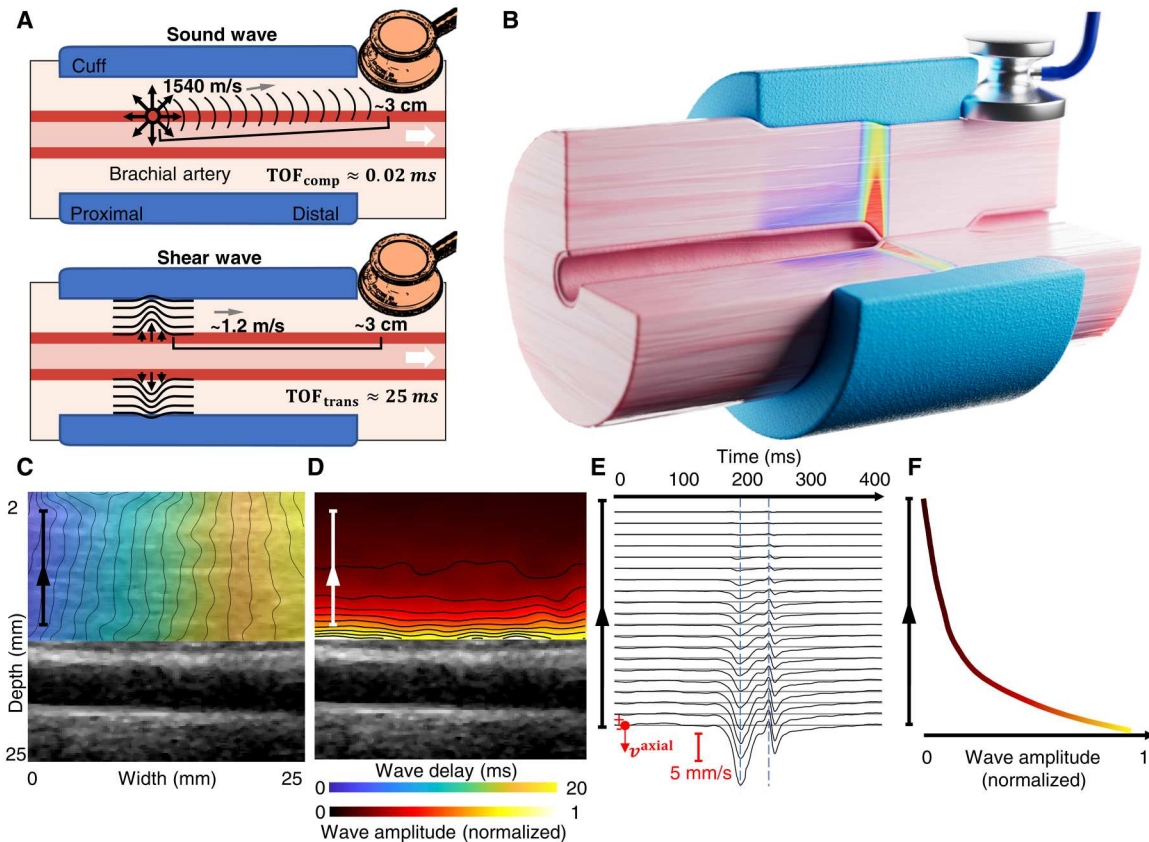 A
Sound wave
Cuff
1540 m/s
~3 cm
Brachial artery
TOFcomp ≈ 0.02 ms
Proximal
Distal
Shear wave
~1.2 m/s
~3 cm
TOFtrans ≈ 25 ms
B
C
2
Depth (mm)
25
0
Width (mm)
25
D
Wave delay (ms)
0
20
0
1
Wave amplitude (normalized)
E
Time (ms)
0
100
200
300
400
+
-
vaxial
5 mm/s
F
0
1
Wave amplitude
(normalized)